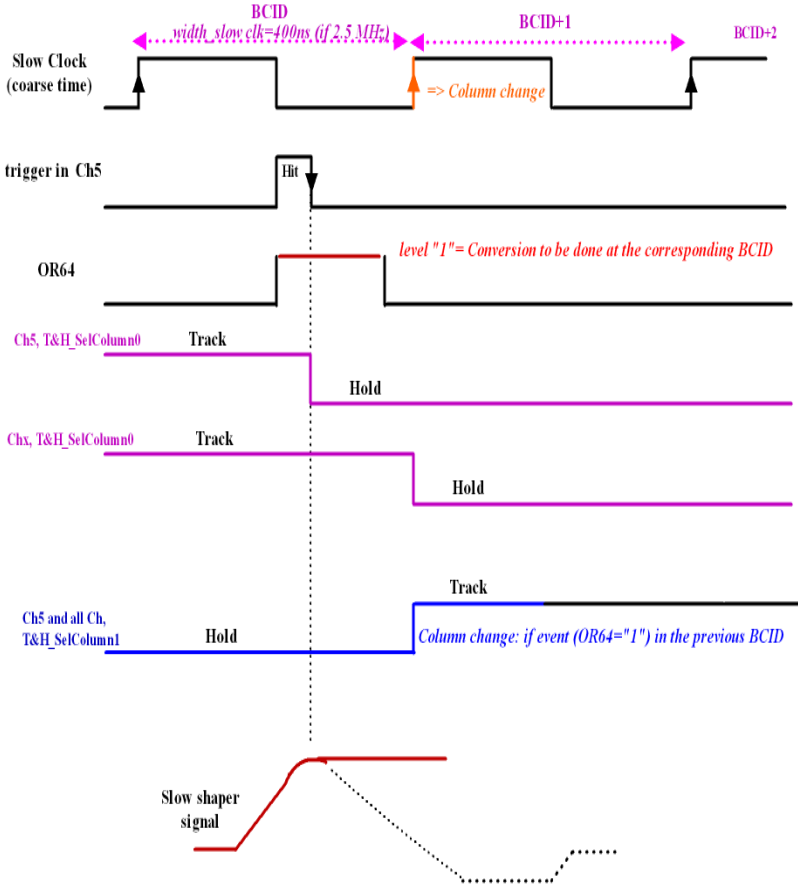 BCID
width_slow clk=400ns (if 2.5 MHz)
BCID+1
BCID+2
Slow Clock
(coarse time)
=> Column change
trigger in Ch5
Hit
level "1"= Conversion to be done at the corresponding BCID
OR64
Ch5, T&H_SelColumn0
Track
Hold
Chx, T&H_SelColumn0
Track
Hold
Track
Ch5 and all Ch,
T&H_SelColumn1
Hold
Column change: if event (OR64="1") in the previous BCID
Slow shaper
signal